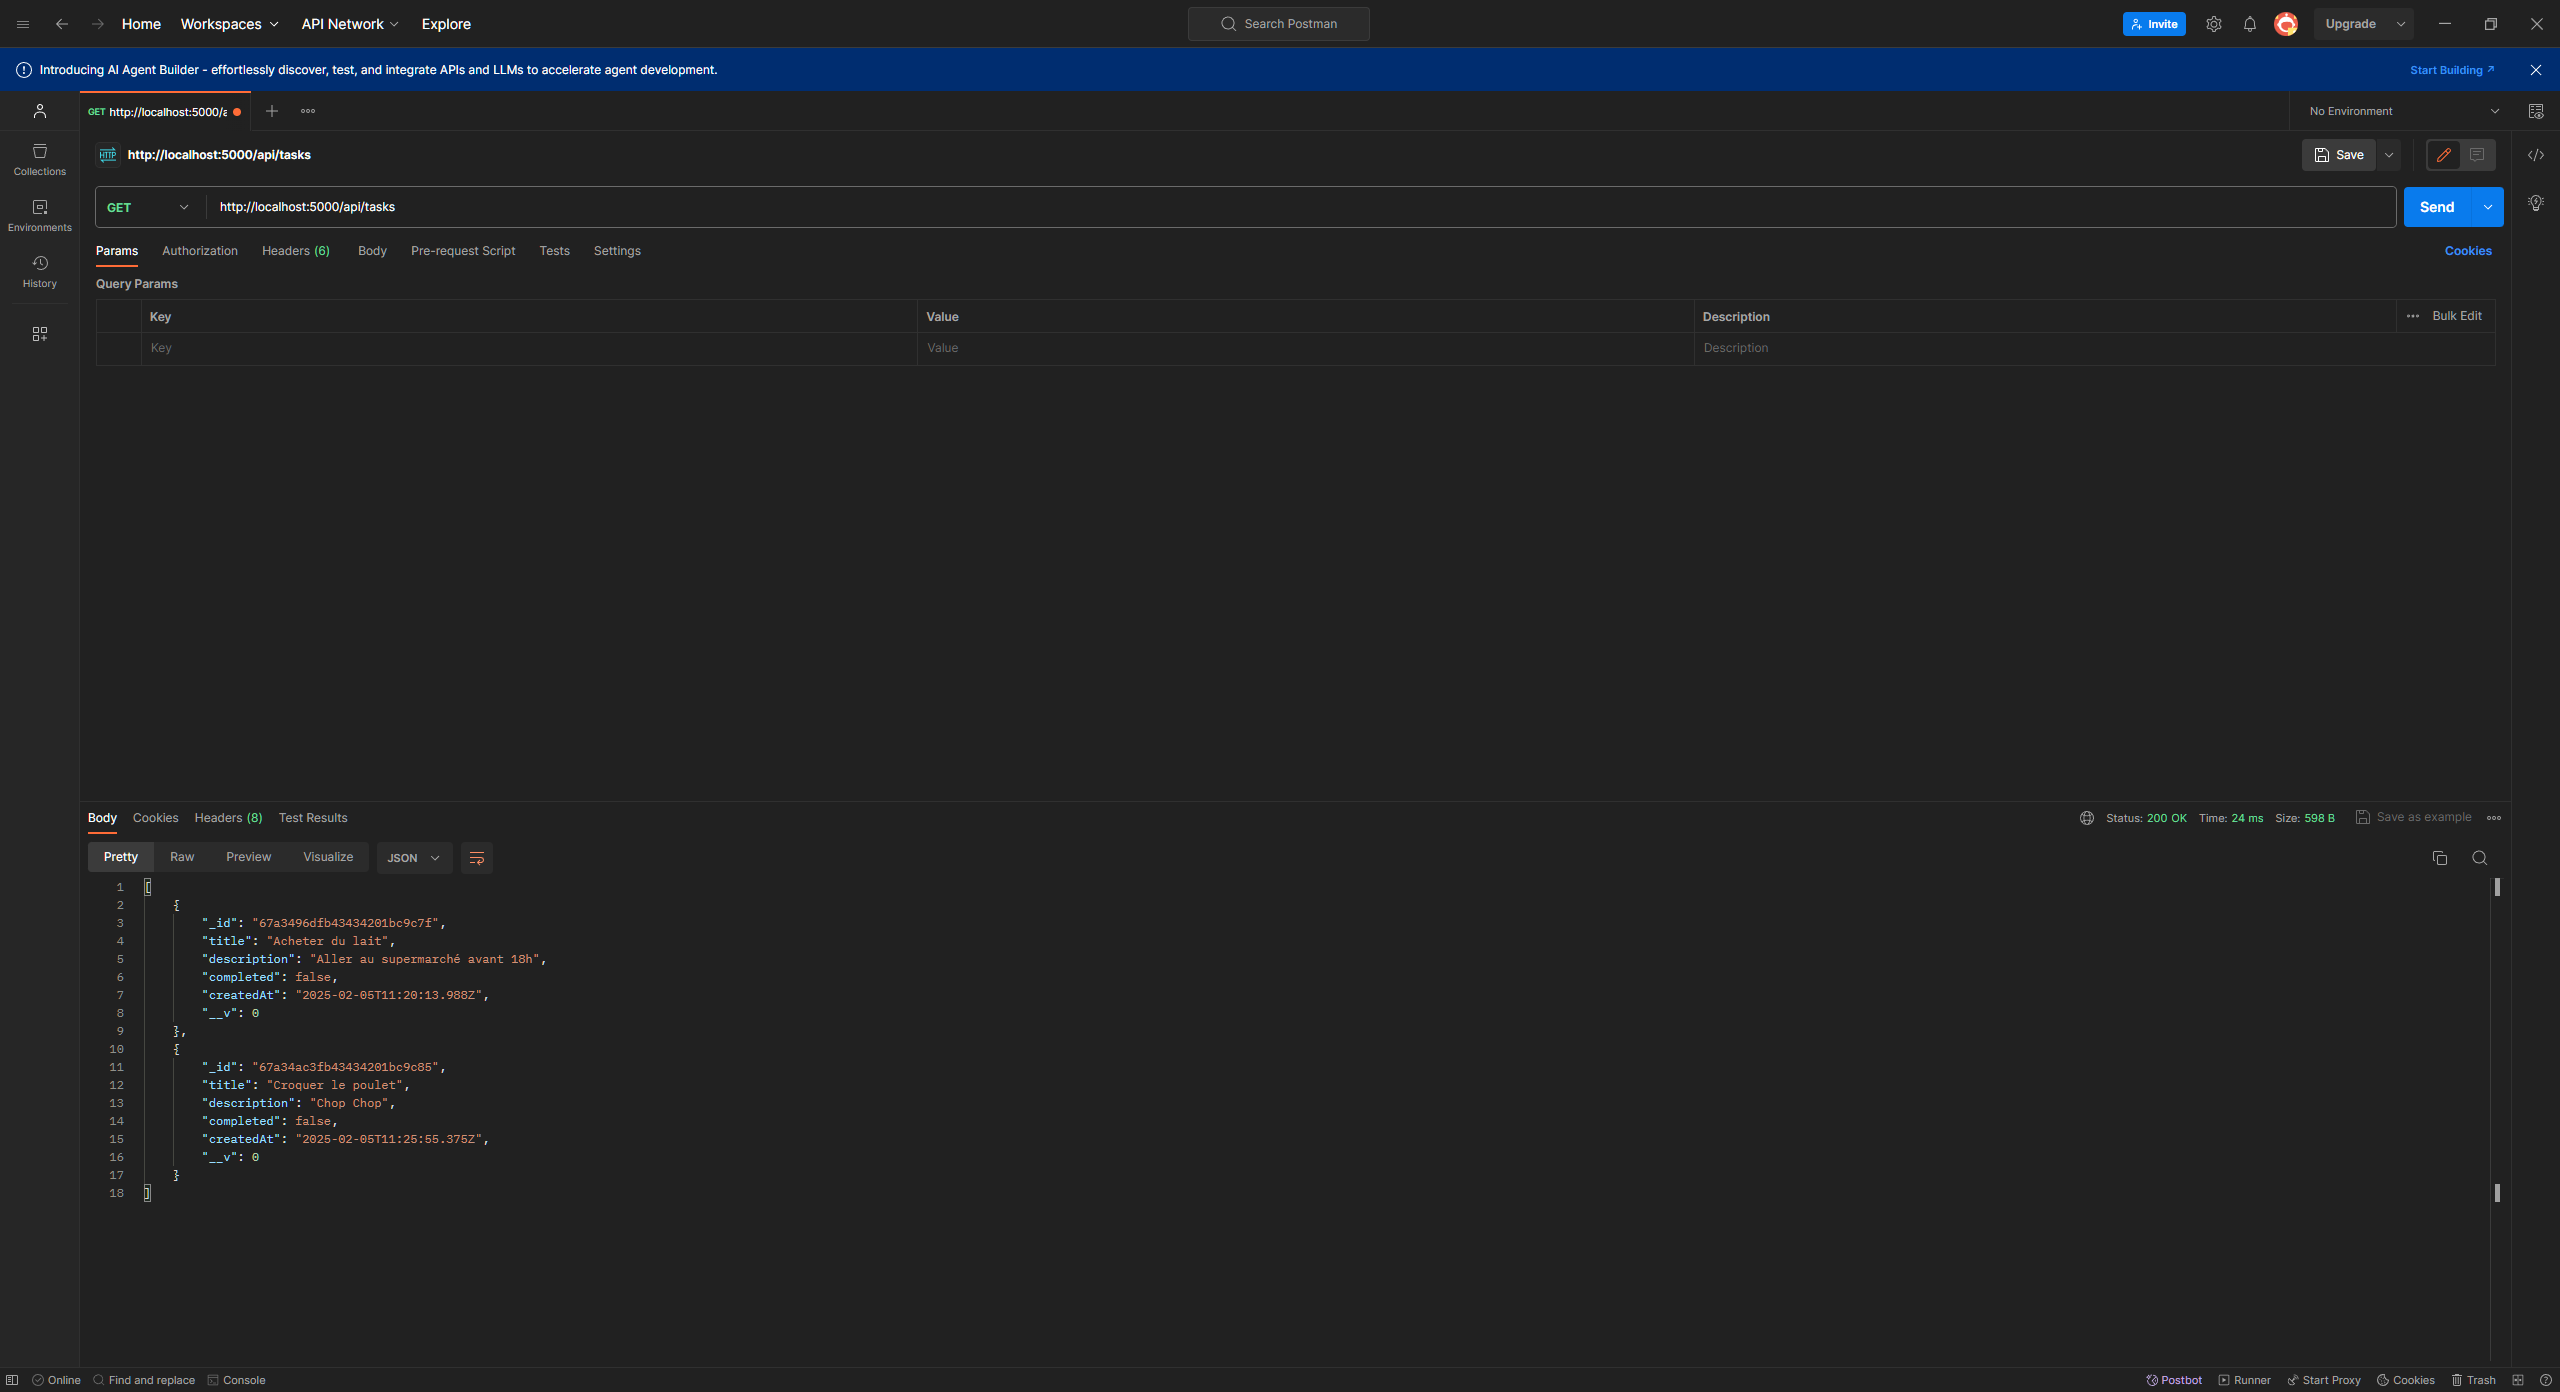 Home Workspaces API Network Explore
Search Postman
Invite
Upgrade
Introducing AI Agent Builder - effortlessly discover, test, and integrate APIs and LLMs to accelerate agent development.
Start Building
GET http://localhost:5000/a
No Environment
Collections
Environments
History
HTTP http://localhost:5000/api/tasks
Save
GET http://localhost:5000/api/tasks
Send
Params Authorization Headers (6) Body Pre-request Script Tests Settings
Cookies
Query Params
Key Value Description
Bulk Edit
Key Value Description
Body Cookies Headers (8) Test Results
Status: 200 OK Time: 24 ms Size: 598 B
Save as example
Pretty Raw Preview Visualize JSON
1 [
2 {
3 "_id": "67a3496dfb43434201bc9c7f",
4 "title": "Acheter du lait",
5 "description": "Aller au supermarché avant 18h",
6 "completed": false,
7 "createdAt": "2025-02-05T11:20:13.988Z",
8 "__v": 0
9 },
10 {
11 "_id": "67a34ac3fb43434201bc9c85",
12 "title": "Croquer le poulet",
13 "description": "Chop Chop",
14 "completed": false,
15 "createdAt": "2025-02-05T11:25:55.375Z",
16 "__v": 0
17 }
18 ]
Online Find and replace Console
Postbot Runner Start Proxy Cookies Trash